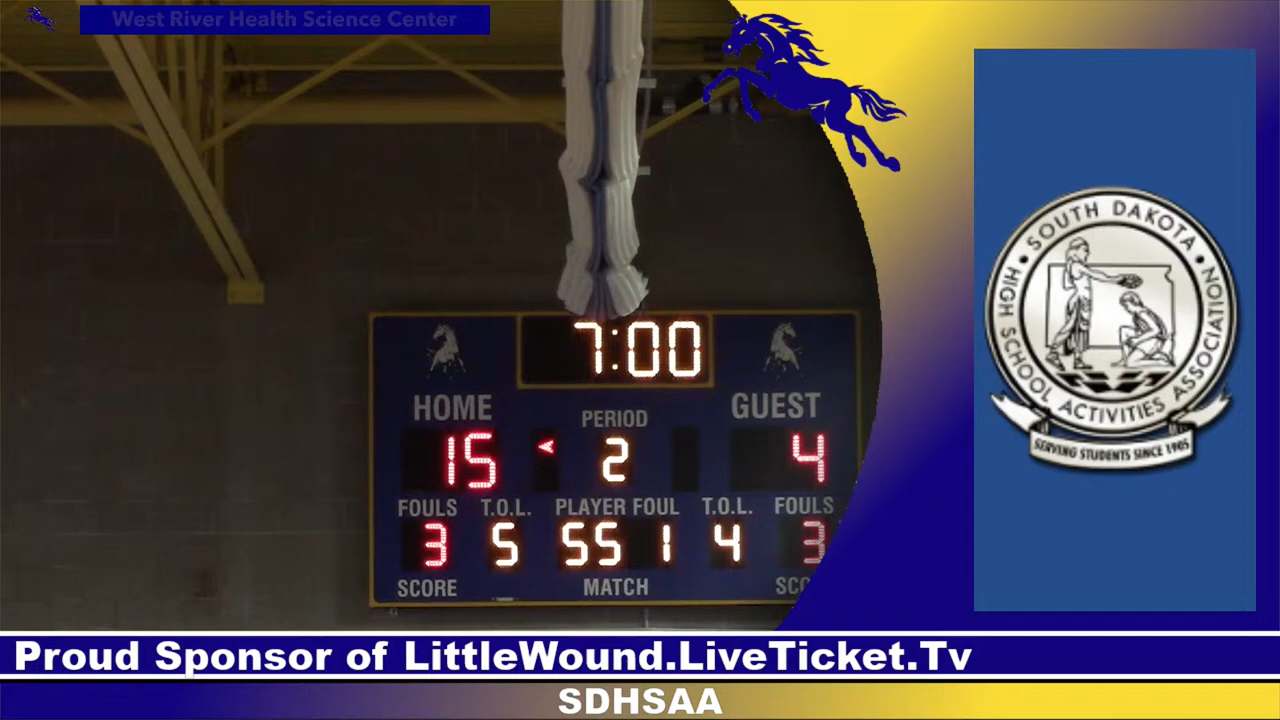 West River Health Science Center
7:00
HOME
PERIOD
GUEST
15
2
4
FOULS T.O.L. PLAYER FOUL T.O.L. FOULS
3 5 55 1 4 3
SCORE MATCH SCO
SOUTH DAKOTA
HIGH SCHOOL ACTIVITIES ASSOCIATION
SERVING STUDENTS SINCE 1905
Proud Sponsor of LittleWound.LiveTicket.Tv
SDHSAA